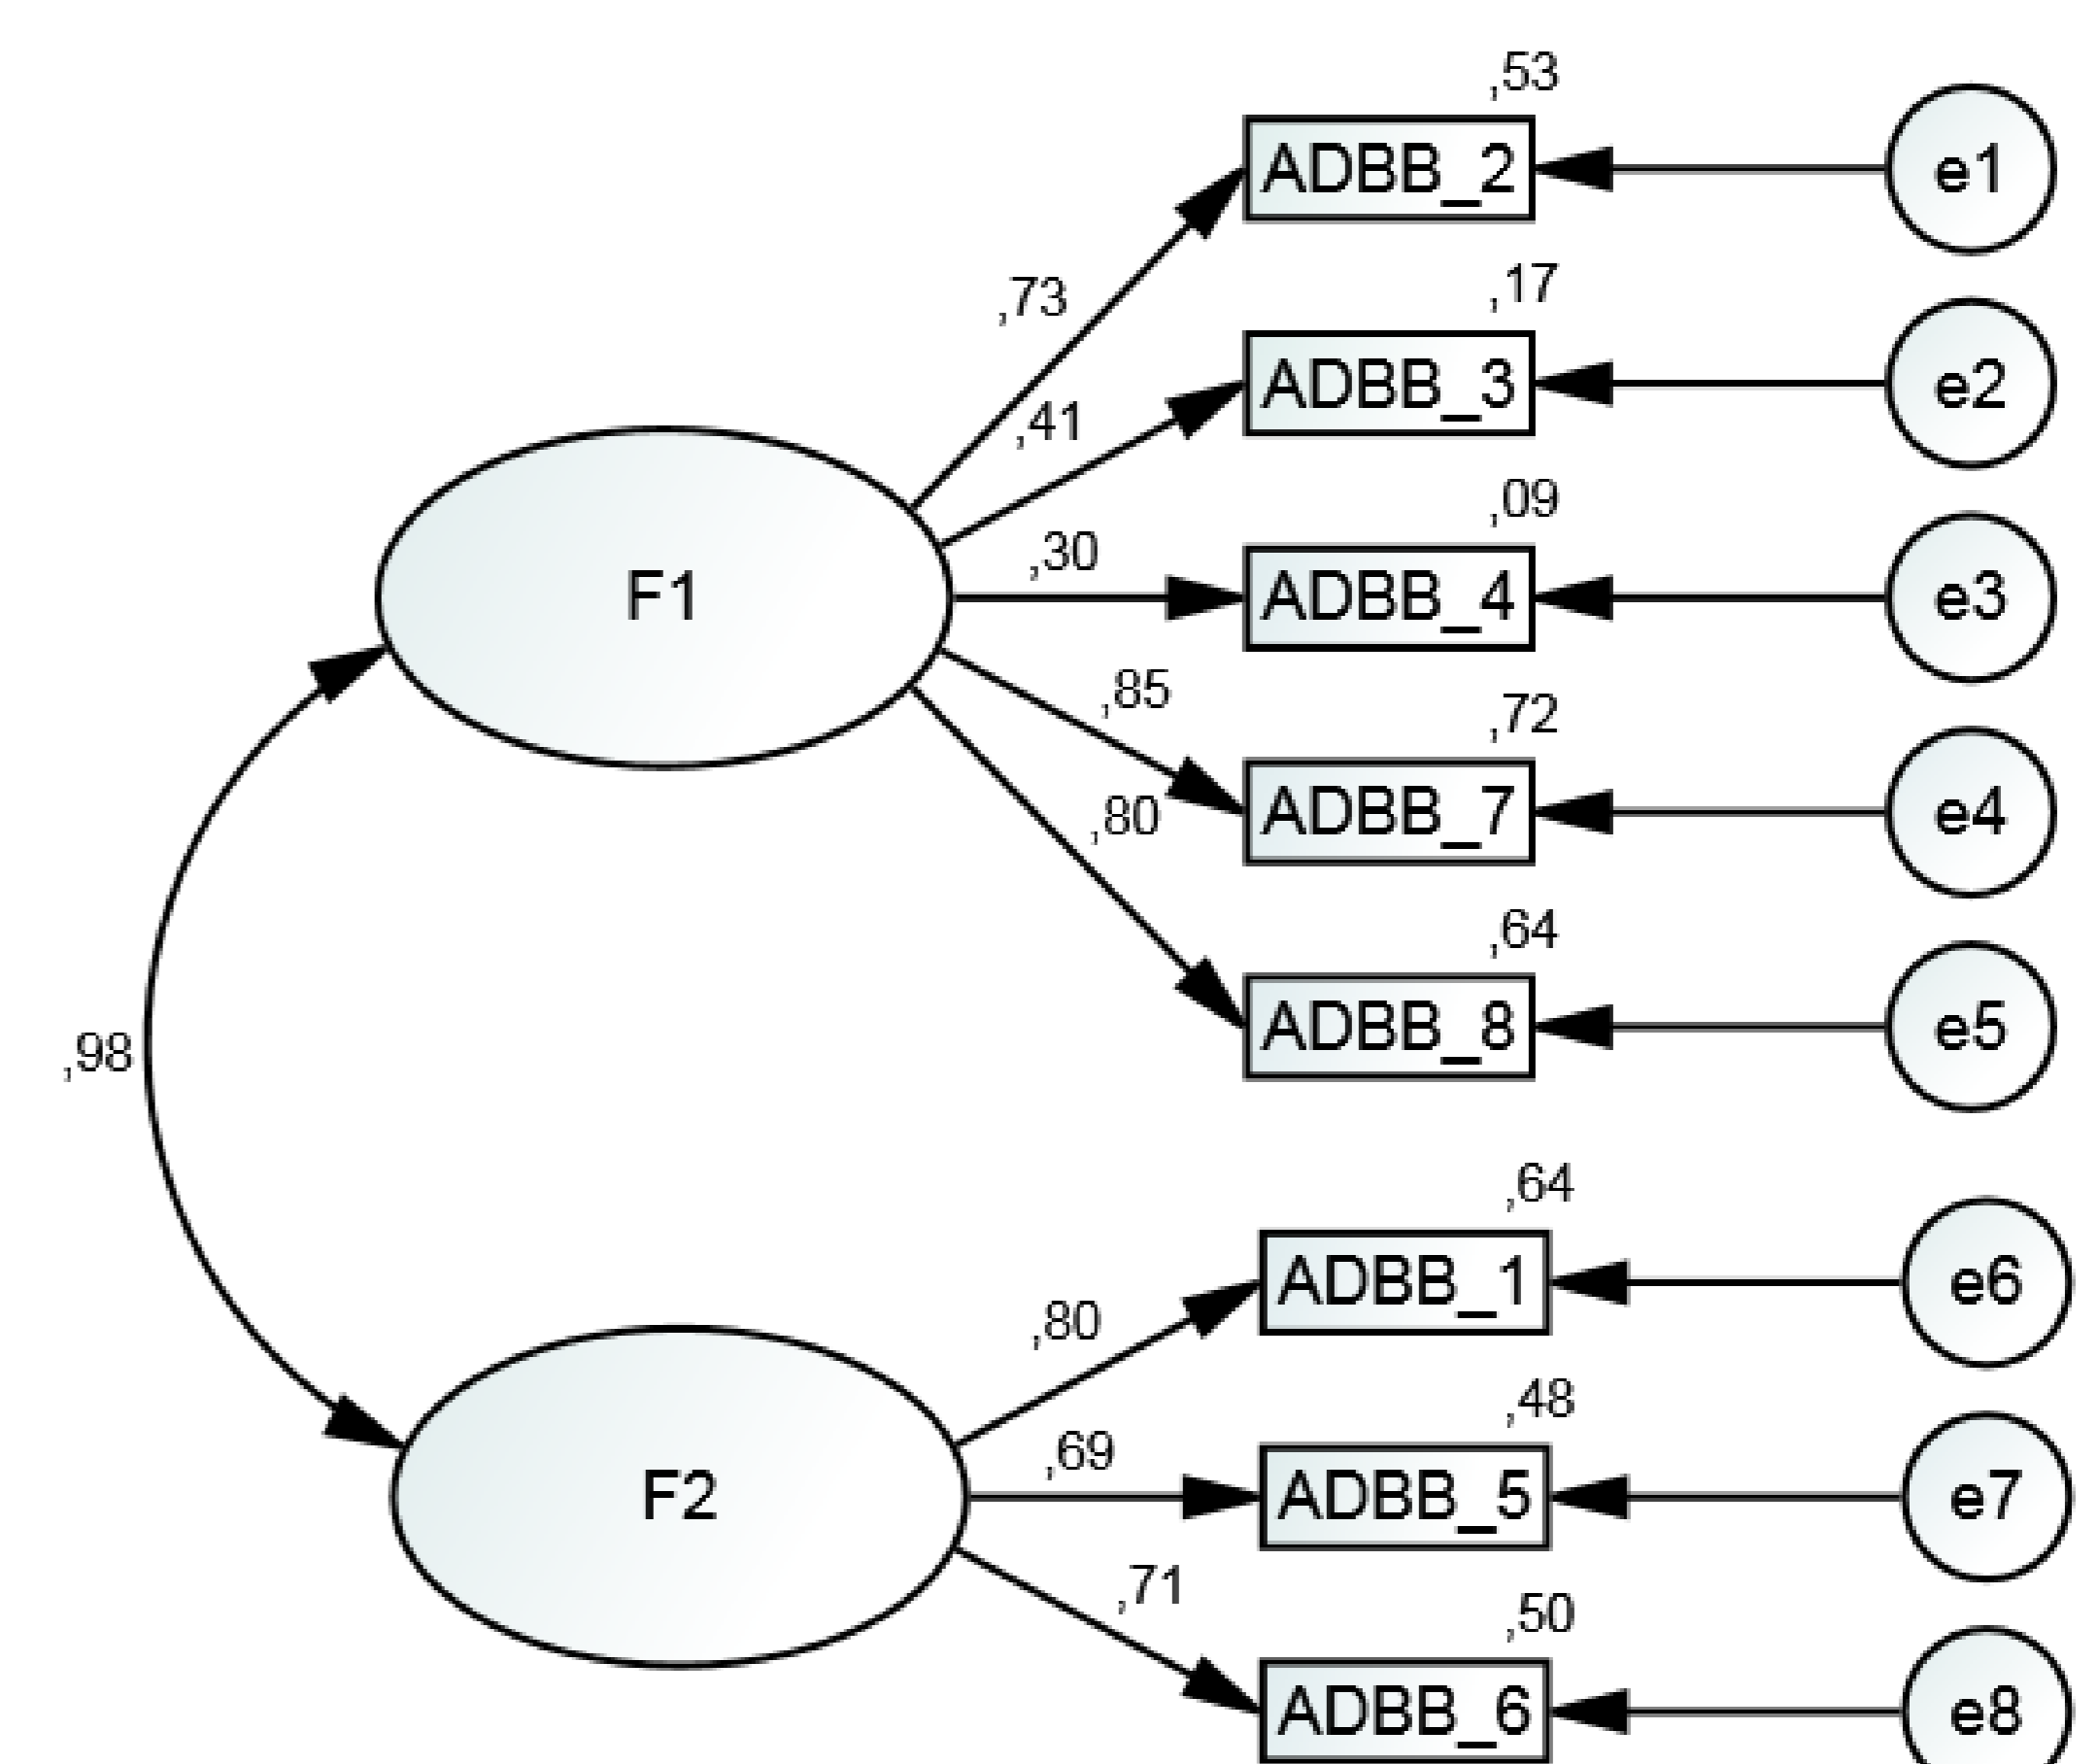 ,53
ADBB_2
e1
,73
,17
ADBB_3
e2
,41
,09
ADBB_4
e3
,30
F1
,85
,72
ADBB_7
e4
,80
,64
ADBB_8
e5
,98
,64
ADBB_1
e6
,80
,48
ADBB_5
e7
,69
F2
,71
,50
ADBB_6
e8